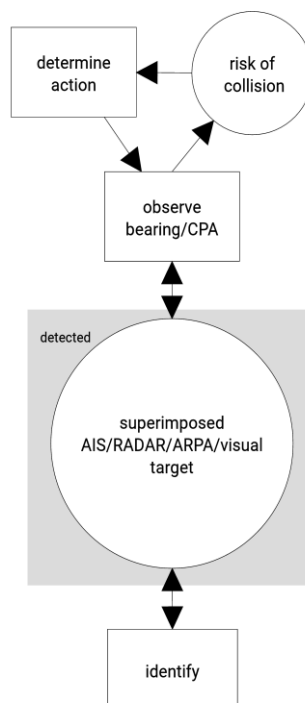 determine
action
risk of
collision
observe
bearing/CPA
detected
superimposed
AIS/RADAR/ARPA/visual
target
identify